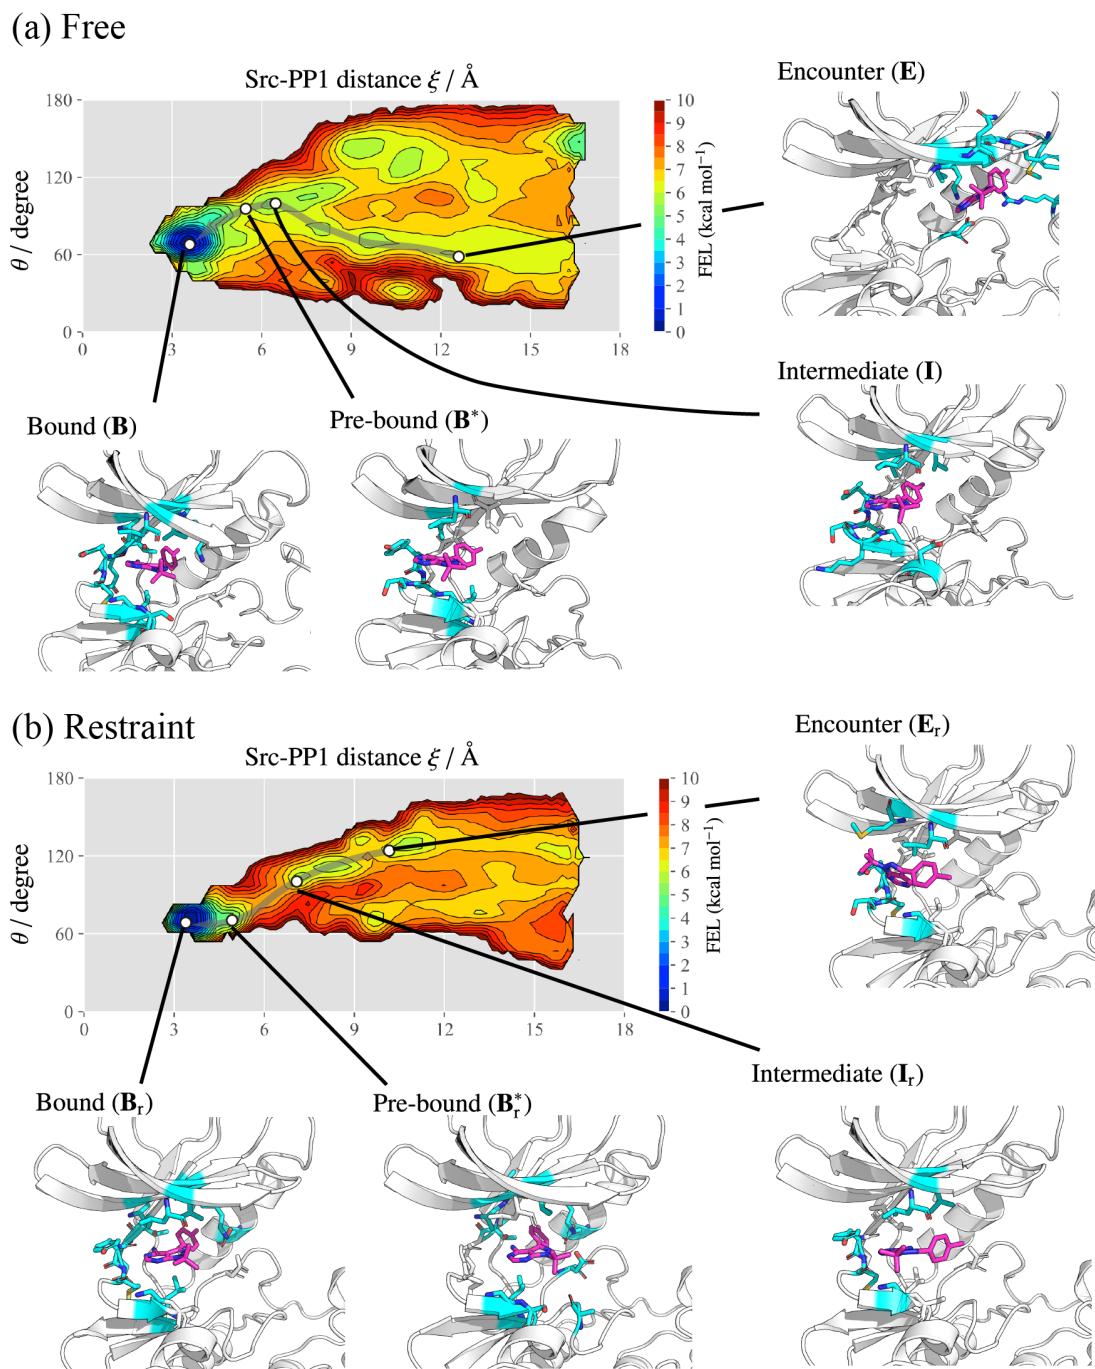 (a) Free
Src-PP1 distance ξ / Å
Encounter (E)
180
120
60
0
θ / degree
0 3 6 9 12 15 18
10
9
8
7
6
5
4
3
2
1
0
FEL (kcal mol⁻¹)
Intermediate (I)
Bound (B)
Pre-bound (B*)
(b) Restraint
Src-PP1 distance ξ / Å
Encounter (Eᵣ)
180
120
60
0
θ / degree
0 3 6 9 12 15 18
10
9
8
7
6
5
4
3
2
1
0
FEL (kcal mol⁻¹)
Intermediate (Iᵣ)
Bound (Bᵣ)
Pre-bound (B*ᵣ)